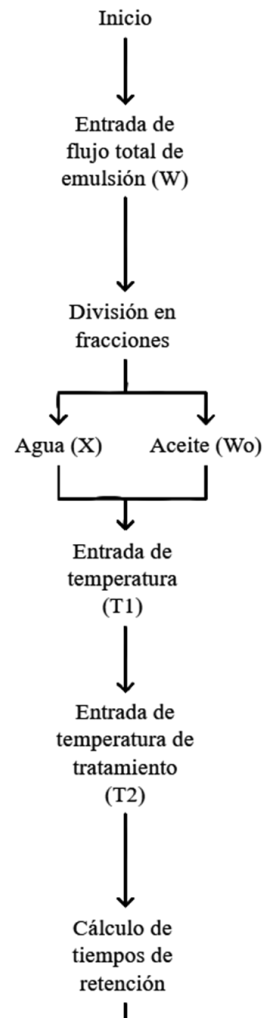 Inicio
Entrada de
flujo total de
emulsión (W)
División en
fracciones
Agua (X)
Aceite (Wo)
Entrada de
temperatura
(T1)
Entrada de
temperatura de
tratamiento
(T2)
Cálculo de
tiempos de
retención